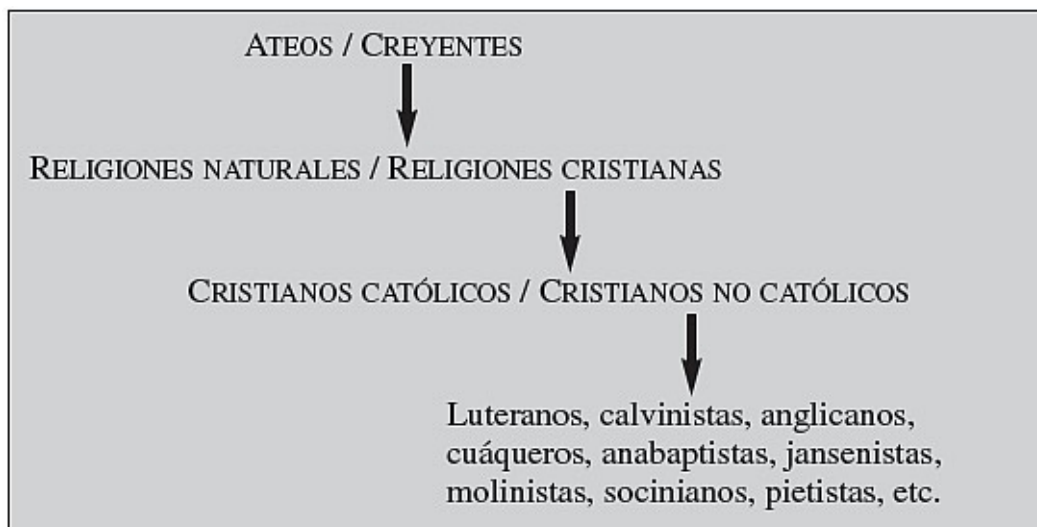 ATEOS / CREYENTES
RELIGIONES NATURALES / RELIGIONES CRISTIANAS
CRISTIANOS CATÓLICOS / CRISTIANOS NO CATÓLICOS
Luteranos, calvinistas, anglicanos,
cuáqueros, anabaptistas, jansenistas,
molinistas, socinianos, pietistas, etc.